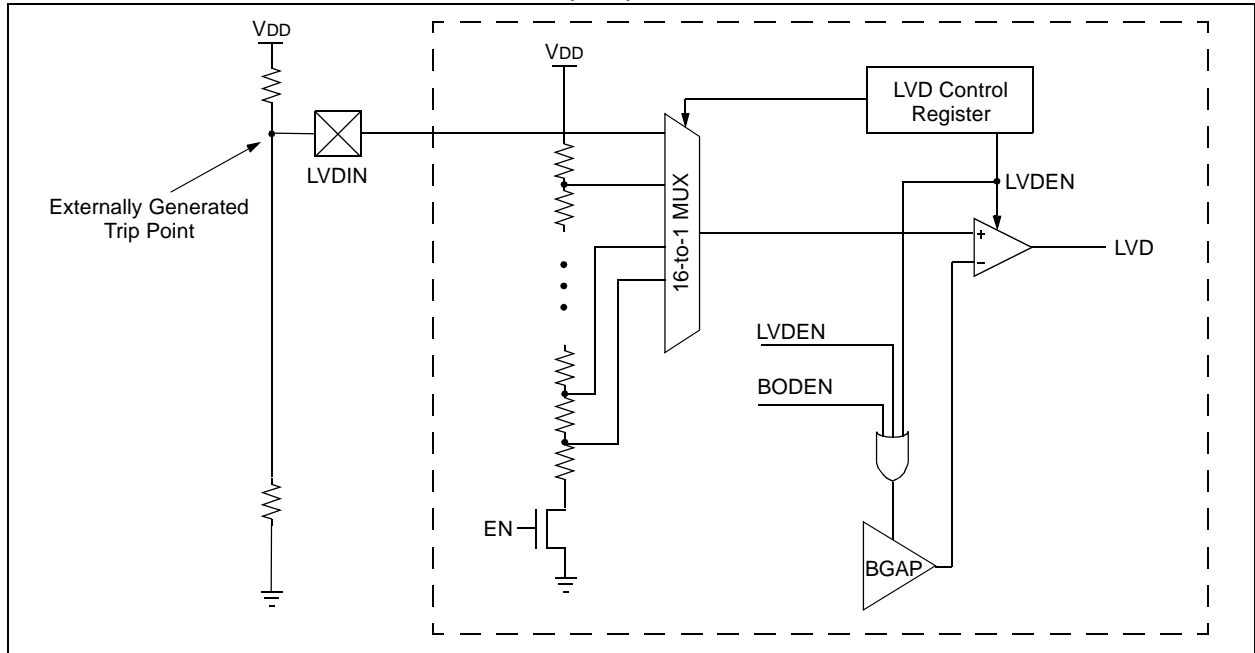 VDD
VDD
LVD Control
Register
LVDIN
16-to-1 MUX
LVDEN
Externally Generated
Trip Point
+
–
LVD
LVDEN
BODEN
EN
BGAP